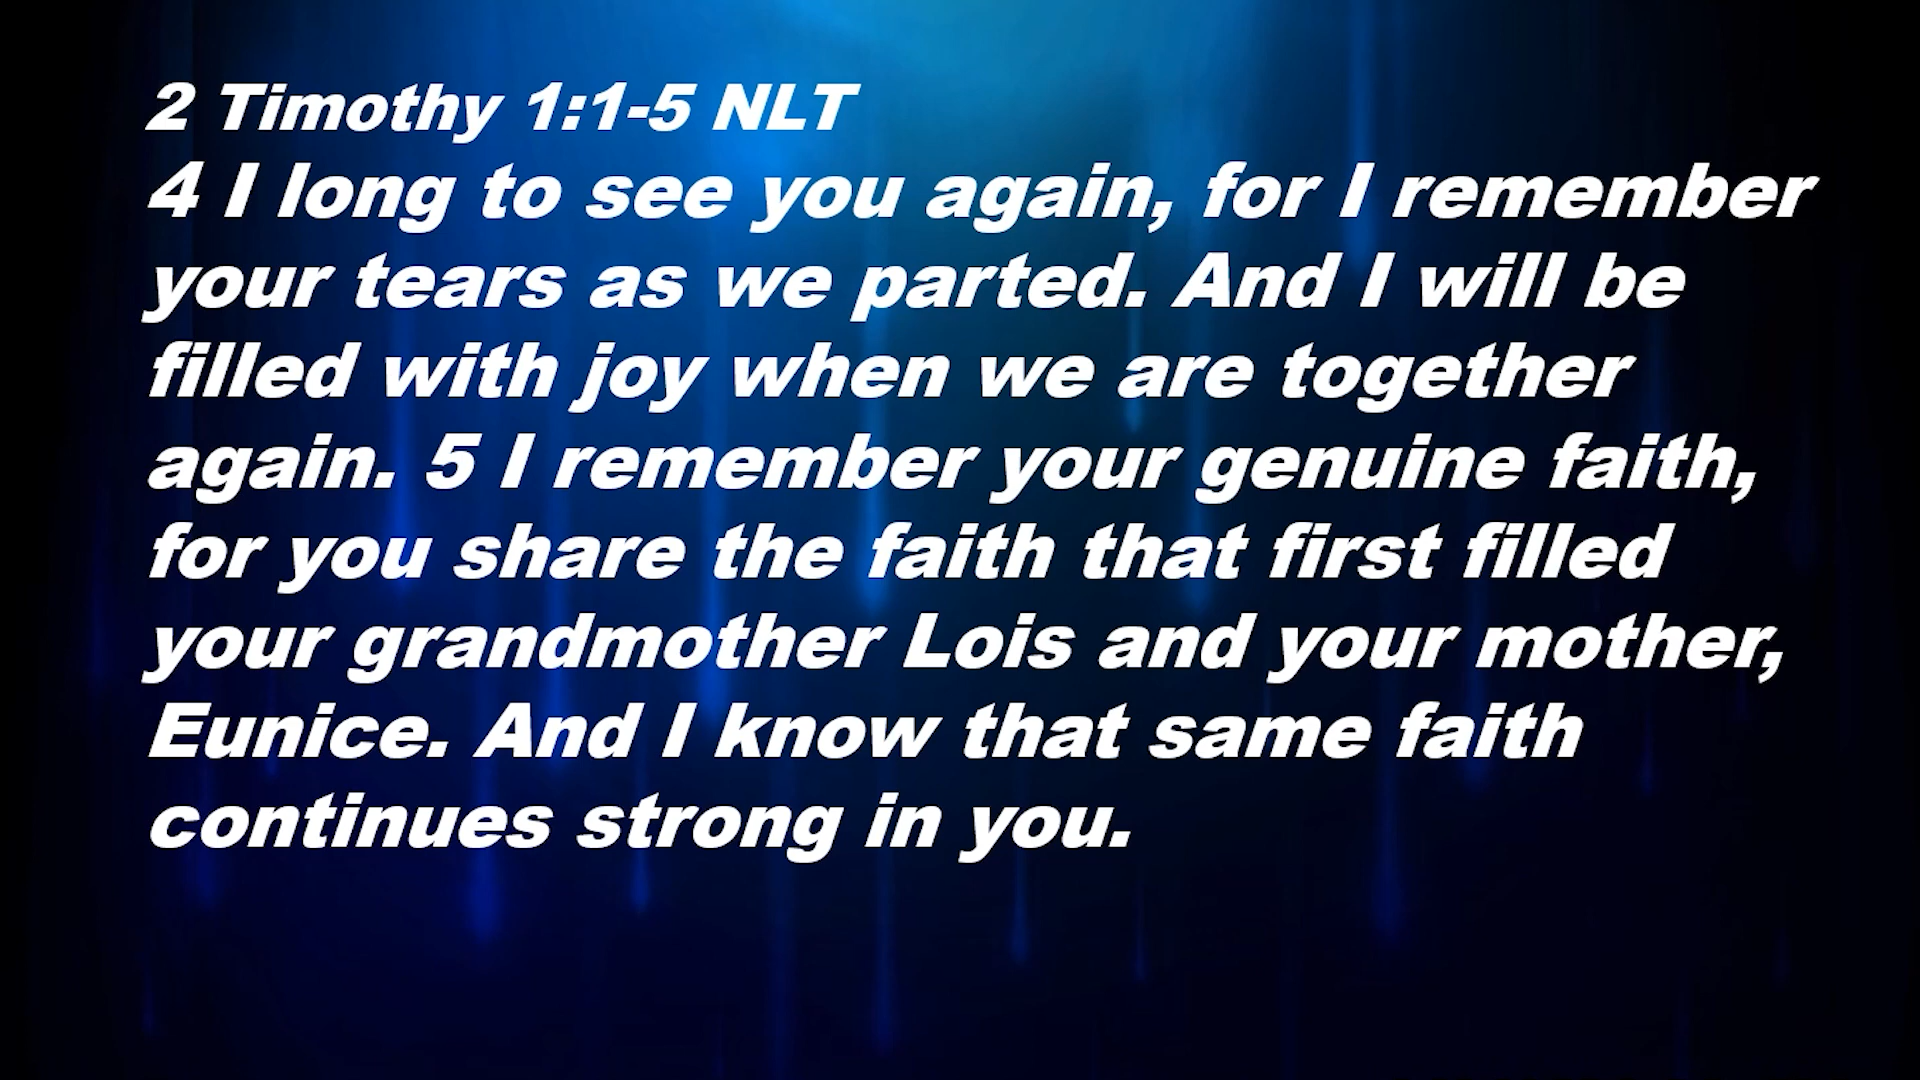 2 Timothy 1:1-5 NLT
4 I long to see you again, for I remember
your tears as we parted. And I will be
filled with joy when we are together
again. 5 I remember your genuine faith,
for you share the faith that first filled
your grandmother Lois and your mother,
Eunice. And I know that same faith
continues strong in you.